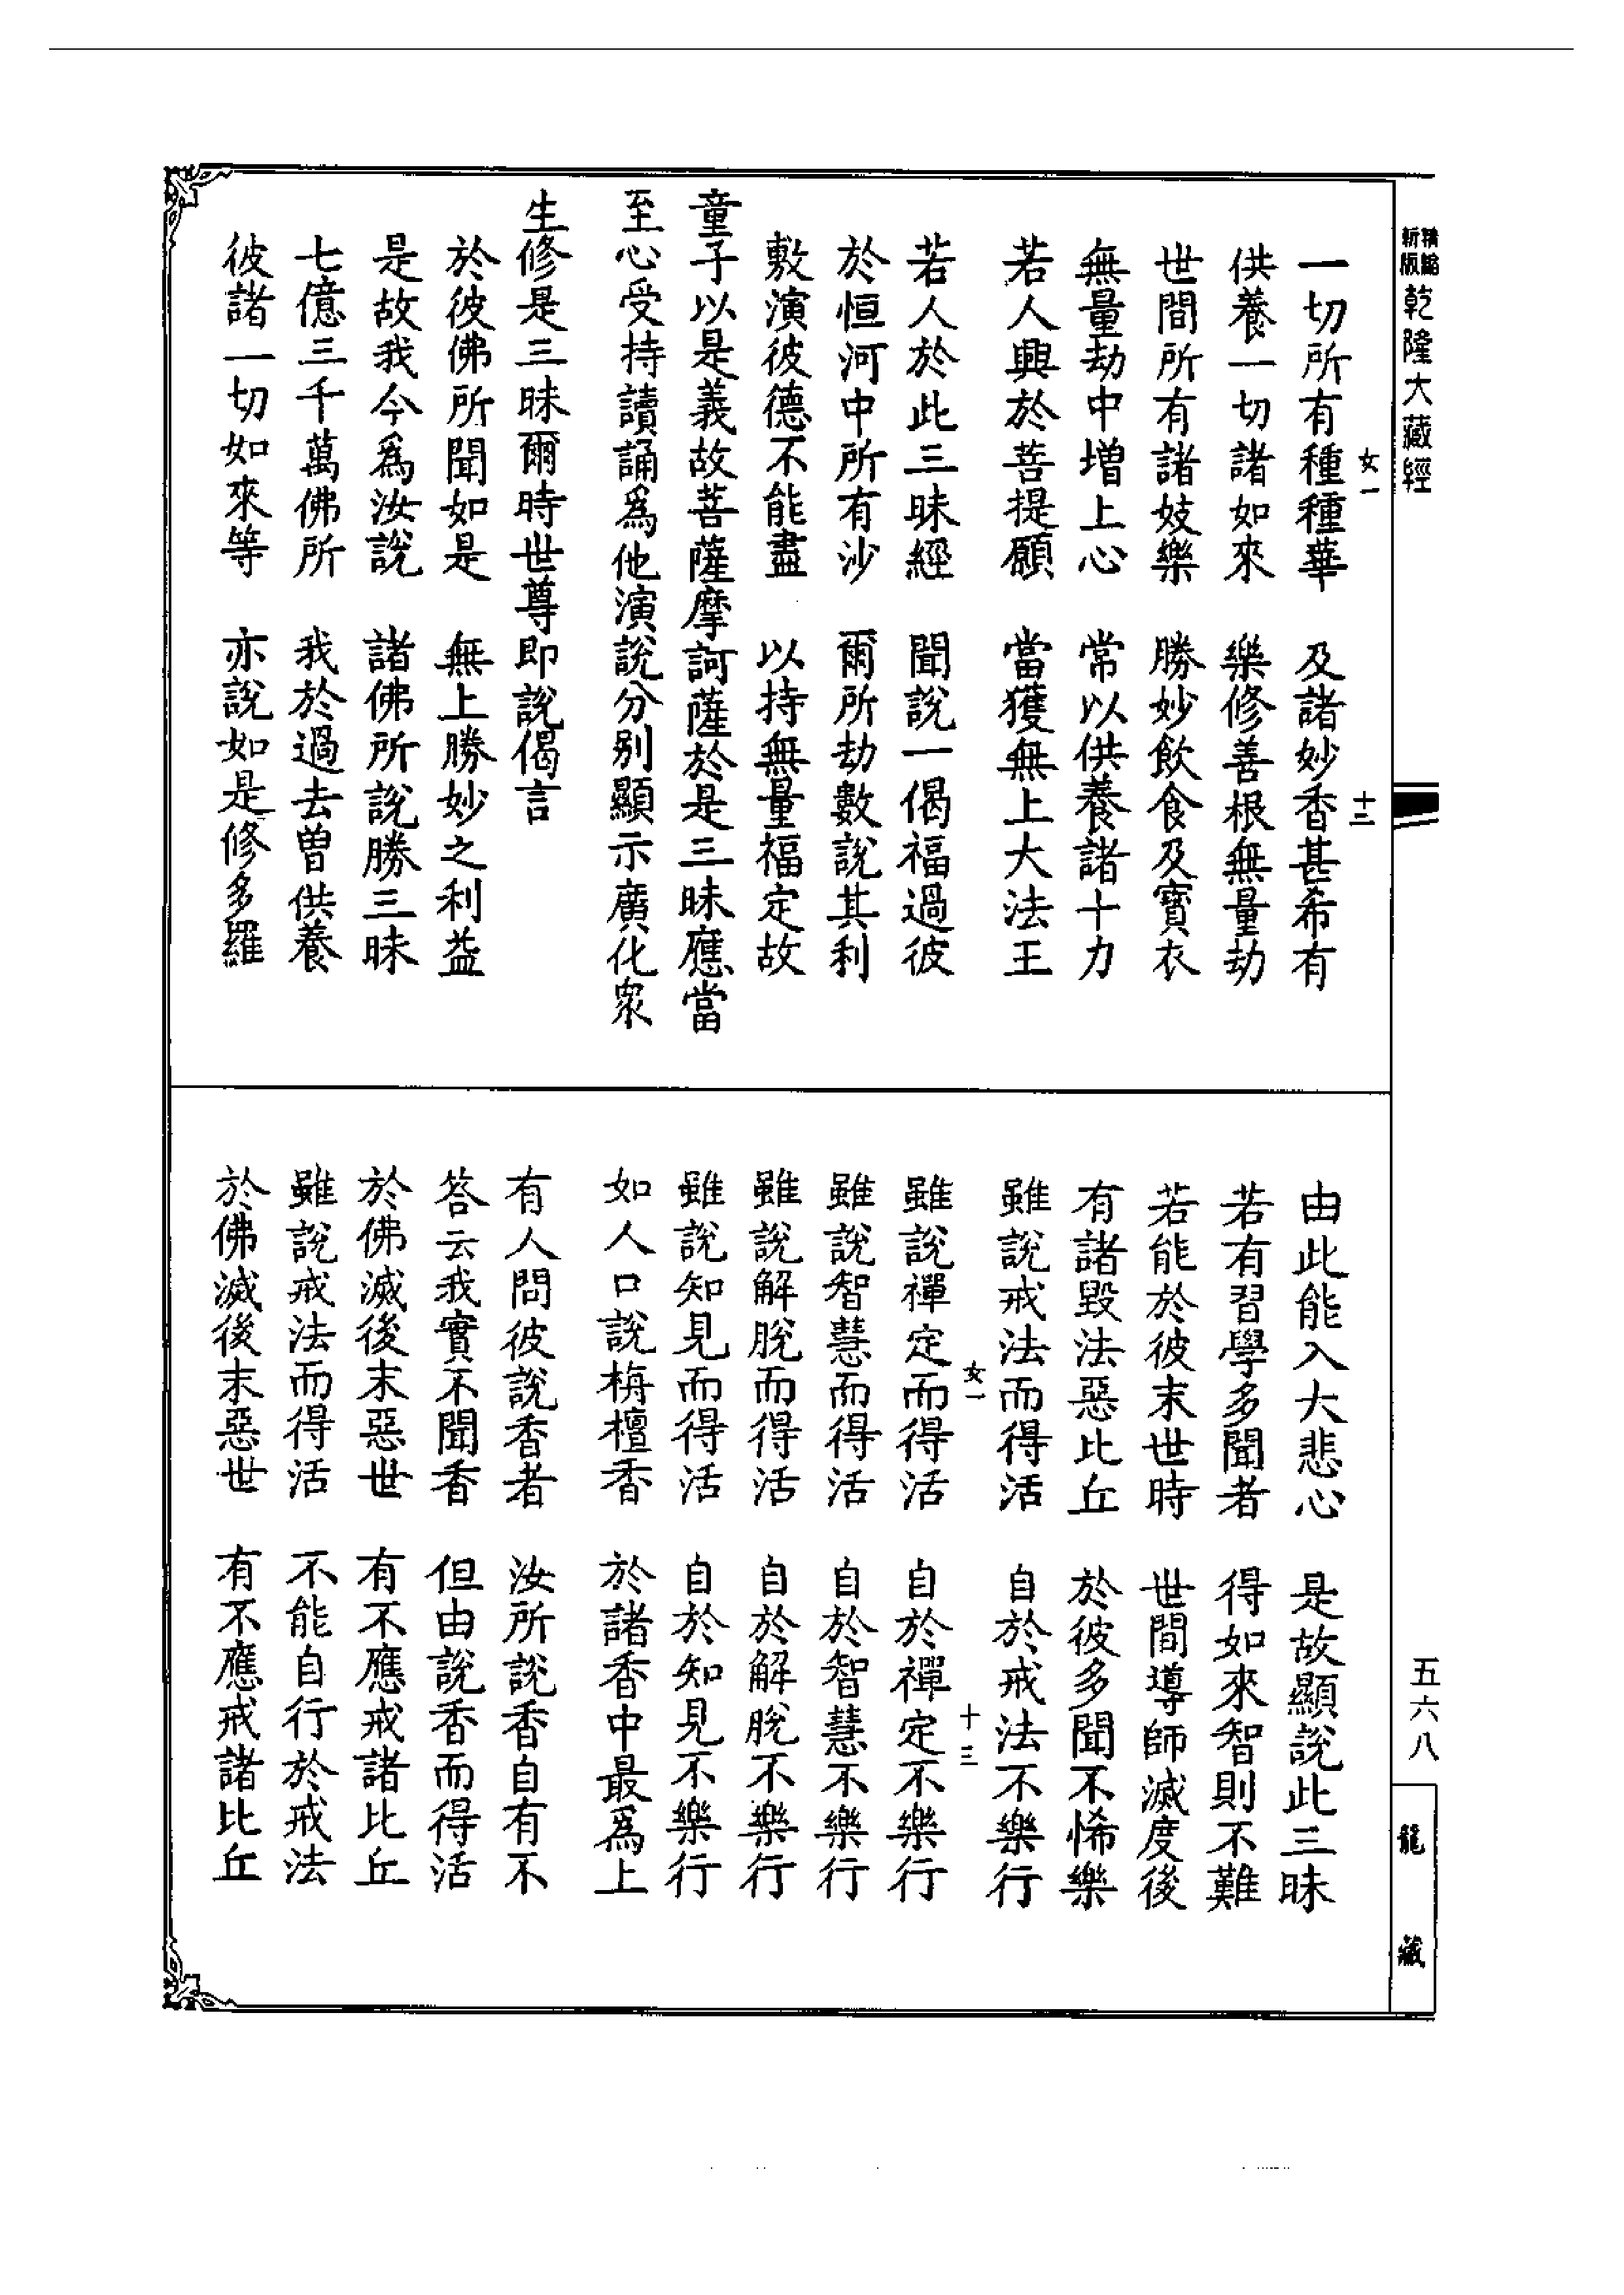 精縮新版乾隆大藏經
女一 十三
一切所有種種華 及諸妙香甚希有
供養一切諸如來 樂修善根無量劫
世間所有諸妓樂 勝妙飲食及寶衣
無量劫中增上心 常以供養諸十力
若人興於菩提願 當獲無上大法王
若人於此三昧經 聞說一偈福過彼
於恒河中所有沙 爾所劫數說其利
敷演彼德不能盡 以持無量福定故
童子以是義故菩薩摩訶薩於是三昧應當
至心受持讀誦爲他演說分別顯示廣化眾
生修是三昧爾時世尊即說偈言
於彼佛所聞如是 無上勝妙之利益
是故我今爲汝說 諸佛所說勝三昧
七億三千萬佛所 我於過去曾供養
彼諸一切如來等 亦說如是修多羅
由此能入大悲心 是故顯說此三昧
若有習學多聞者 得如來智則不難
若能於彼末世時 世間導師滅度後
有諸毀法惡比丘 於彼多聞不悕樂
雖說戒法而得活 自於戒法不樂行
女一 十三
雖說禪定而得活 自於禪定不樂行
雖說智慧而得活 自於智慧不樂行
雖說解脫而得活 自於解脫不樂行
雖說知見而得活 自於知見不樂行
如人口說栴檀香 於諸香中最爲上
有人問彼說香者 汝所說香自有不
答云我實不聞香 但由說香而得活
於佛滅後末惡世 有不應戒諸比丘
雖說戒法而得活 不能自行於戒法
於佛滅後末惡世 有不應戒諸比丘
五六八
龍藏